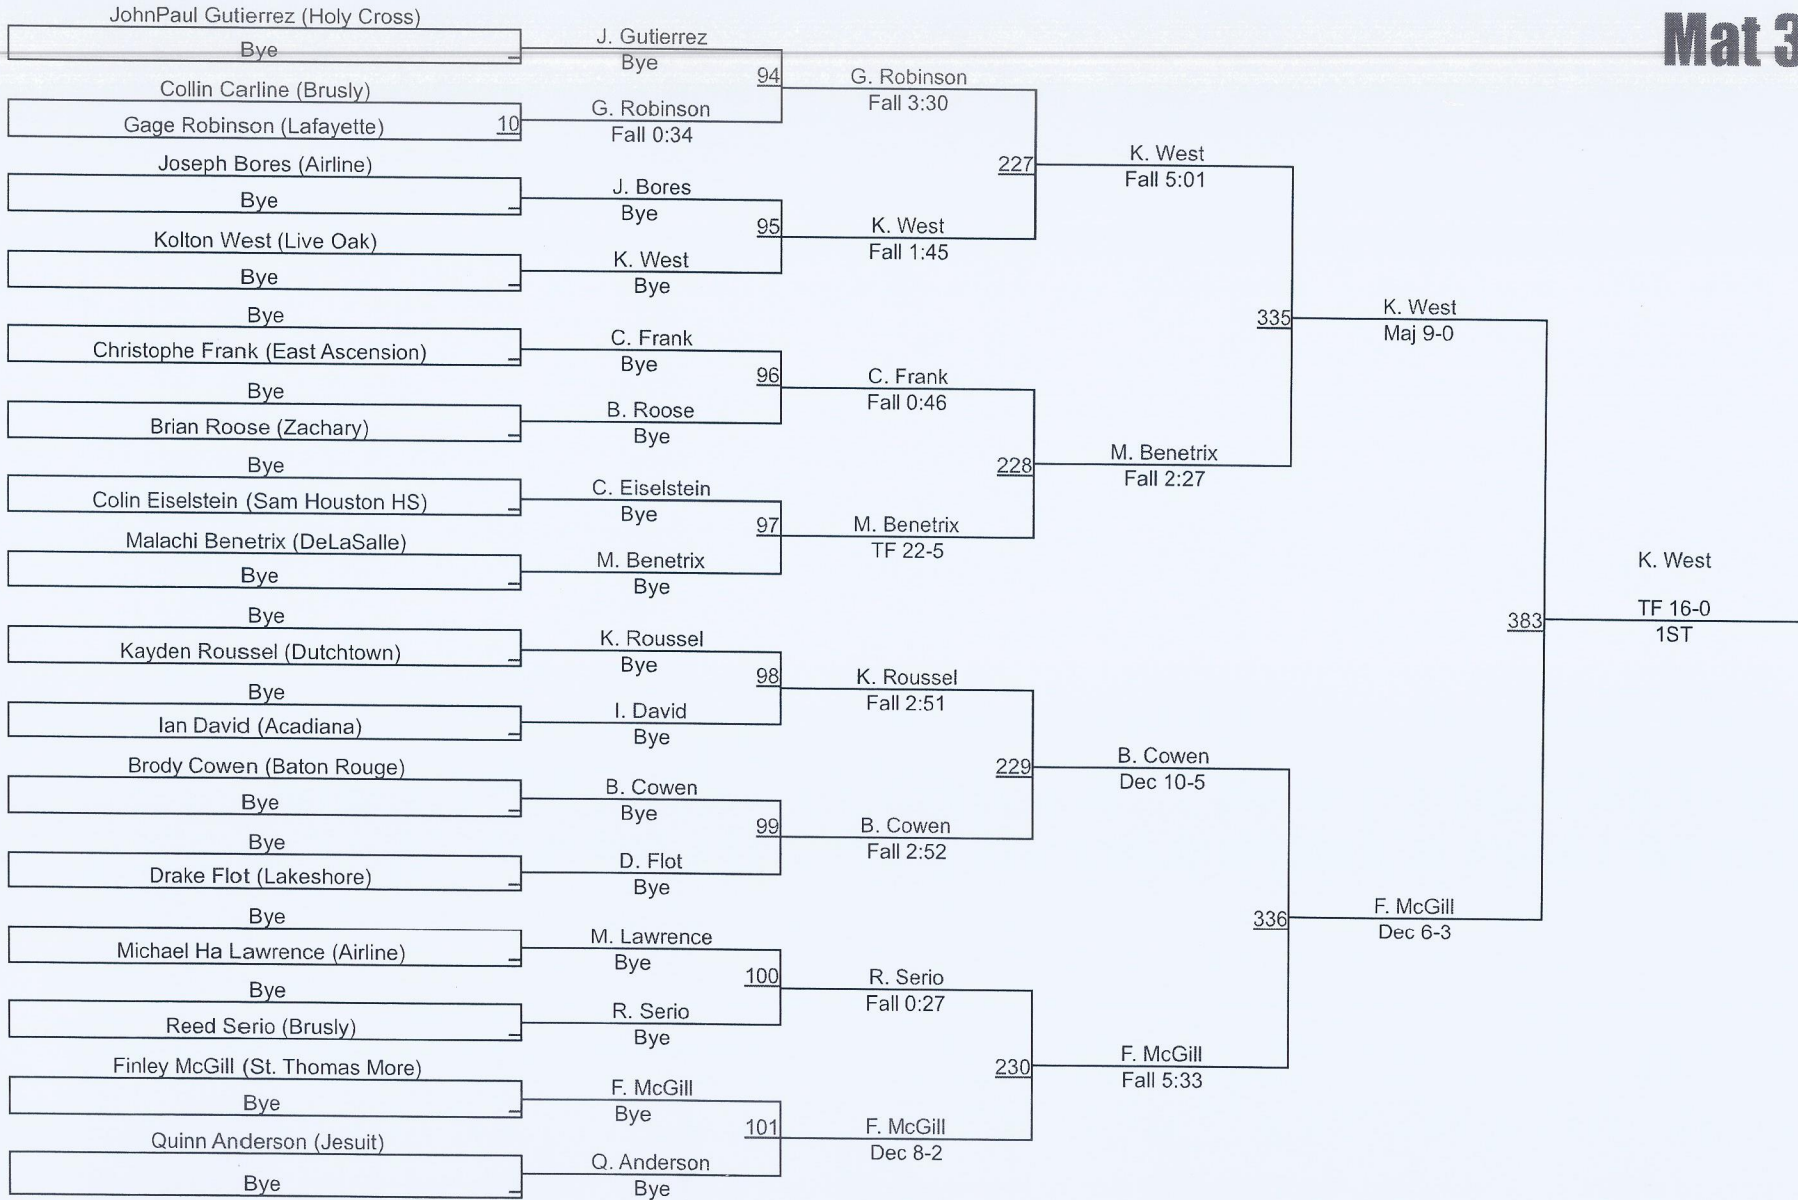 Mat 3
JohnPaul Gutierrez (Holy Cross)
Bye
Collin Carline (Brusly)
10
Gage Robinson (Lafayette)
Joseph Bores (Airline)
Bye
Kolton West (Live Oak)
Bye
Bye
Christophe Frank (East Ascension)
Bye
Brian Roose (Zachary)
Bye
Colin Eiselstein (Sam Houston HS)
Malachi Benetrix (DeLaSalle)
Bye
Bye
Kayden Roussel (Dutchtown)
Bye
Ian David (Acadiana)
Brody Cowen (Baton Rouge)
Bye
Bye
Drake Flot (Lakeshore)
Bye
Michael Ha Lawrence (Airline)
Bye
Reed Serio (Brusly)
Finley McGill (St. Thomas More)
Bye
Quinn Anderson (Jesuit)
Bye
J. Gutierrez
Bye
94
G. Robinson
Fall 0:34
J. Bores
Bye
95
K. West
Bye
C. Frank
Bye
96
B. Roose
Bye
C. Eiselstein
Bye
97
M. Benetrix
Bye
K. Roussel
Bye
98
I. David
Bye
B. Cowen
Bye
99
D. Flot
Bye
M. Lawrence
Bye
100
R. Serio
Bye
F. McGill
Bye
101
Q. Anderson
Bye
G. Robinson
Fall 3:30
227
K. West
Fall 1:45
C. Frank
Fall 0:46
228
M. Benetrix
TF 22-5
K. Roussel
Fall 2:51
229
B. Cowen
Fall 2:52
R. Serio
Fall 0:27
230
F. McGill
Dec 8-2
K. West
Fall 5:01
335
M. Benetrix
Fall 2:27
B. Cowen
Dec 10-5
336
F. McGill
Fall 5:33
K. West
Maj 9-0
383
F. McGill
Dec 6-3
K. West
TF 16-0
1ST